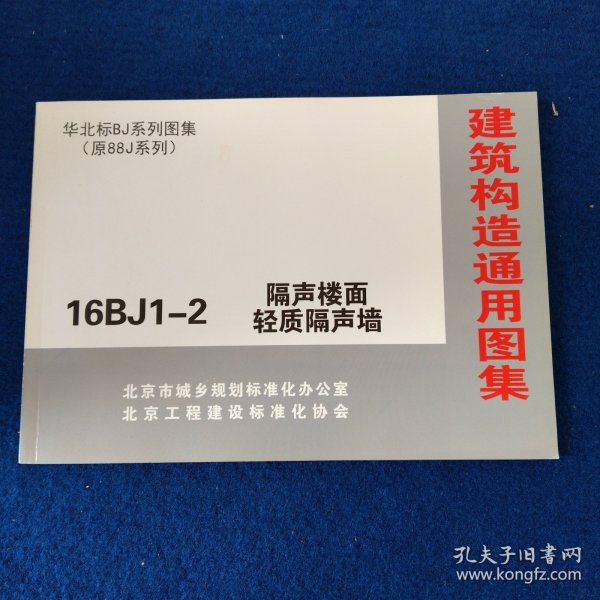 华北标BJ系列图集
（原88J系列）
16BJ1-2
隔声楼面
轻质隔声墙
北京市城乡规划标准化办公室
北京工程建设标准化协会
建筑构造通用图集
孔夫子旧书网
www.kongfz.com